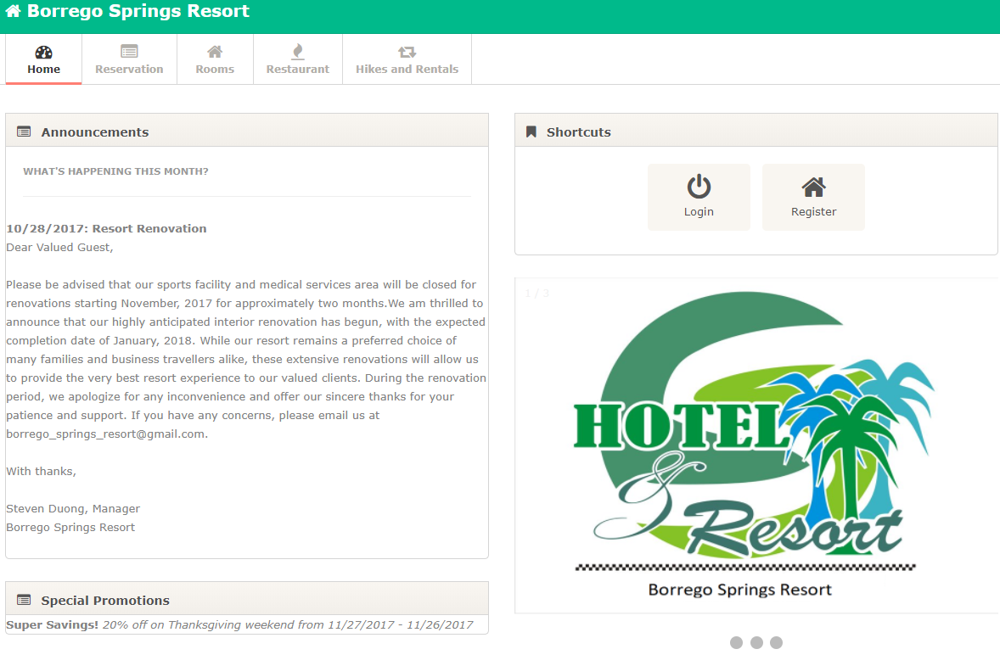 Borrego Springs Resort
Home
Reservation
Rooms
Restaurant
Hikes and Rentals
Announcements
WHAT'S HAPPENING THIS MONTH?
10/28/2017: Resort Renovation
Dear Valued Guest,
Please be advised that our sports facility and medical services area will be closed for
renovations starting November, 2017 for approximately two months.We am thrilled to
announce that our highly anticipated interior renovation has begun, with the expected
completion date of January, 2018. While our resort remains a preferred choice of
many families and business travellers alike, these extensive renovations will allow us
to provide the very best resort experience to our valued clients. During the renovation
period, we apologize for any inconvenience and offer our sincere thanks for your
patience and support. If you have any concerns, please email us at
borrego_springs_resort@gmail.com.
With thanks,
Steven Duong, Manager
Borrego Springs Resort
Special Promotions
Super Savings! 20% off on Thanksgiving weekend from 11/27/2017 - 11/26/2017
Shortcuts
Login
Register
1 / 3
HOTEL
& Resort
Borrego Springs Resort